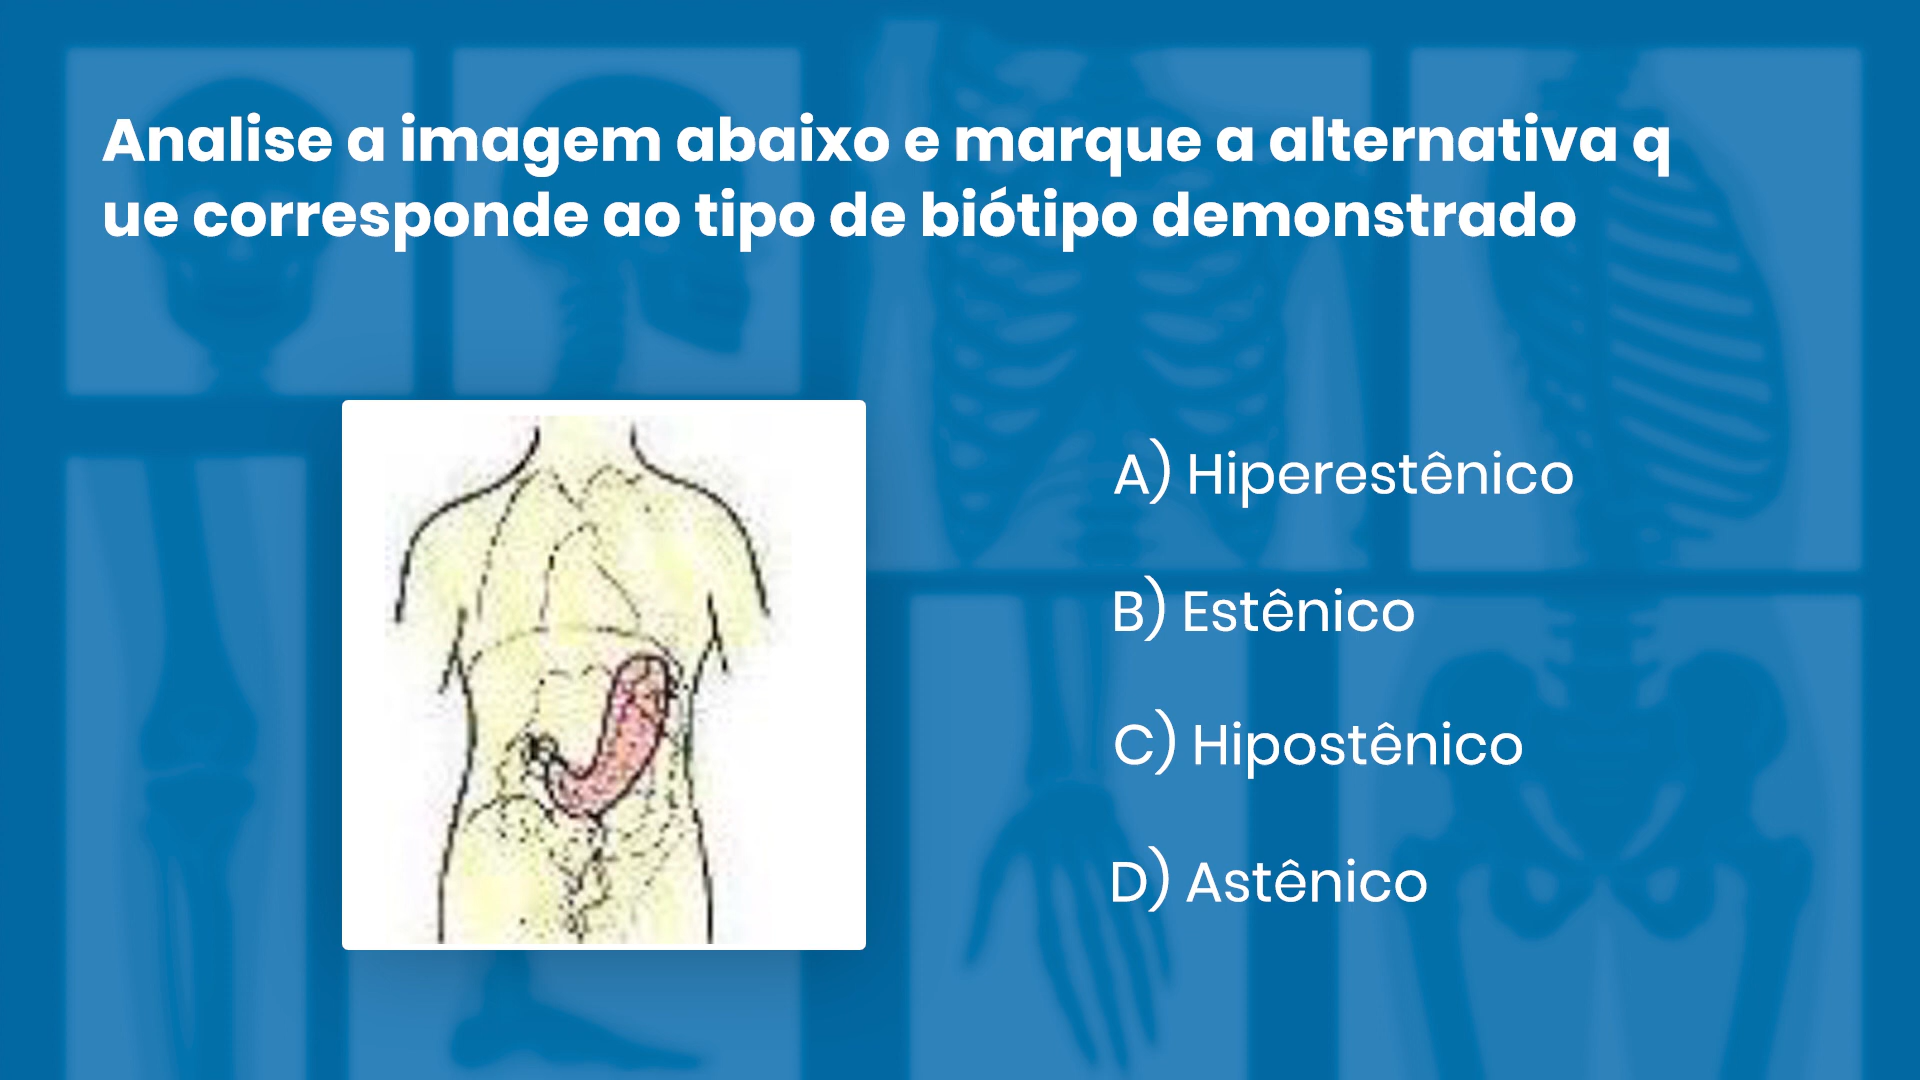 Analise a imagem abaixo e marque a alternativa q
ue corresponde ao tipo de biótipo demonstrado
A) Hiperestênico
B) Estênico
C) Hipostênico
D) Astênico